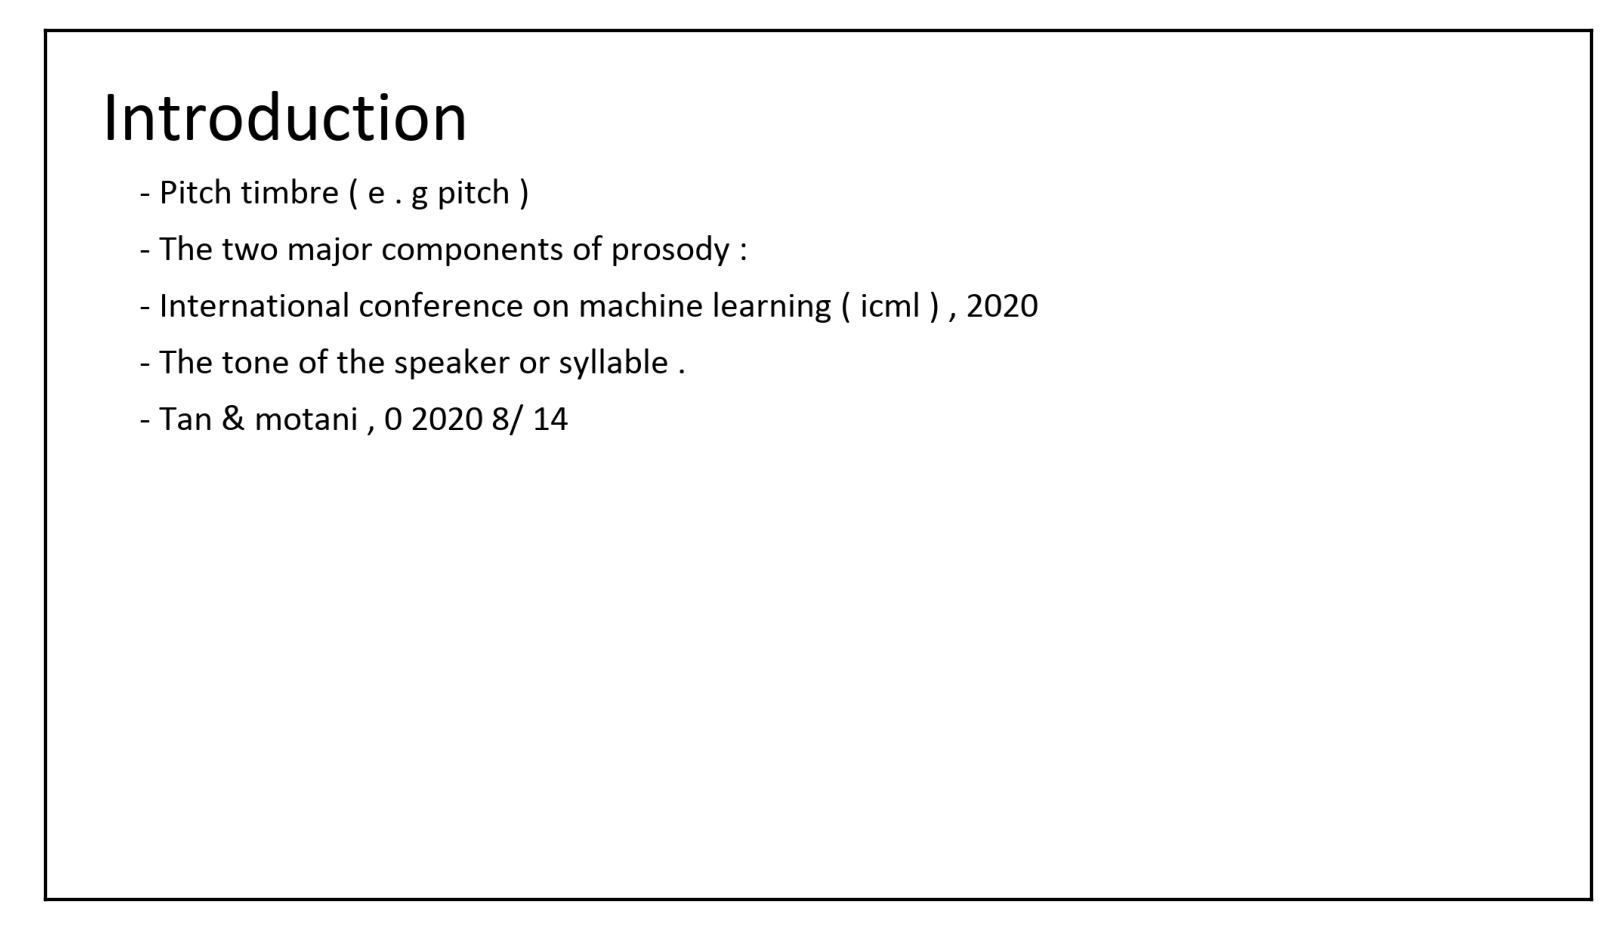 Introduction
- Pitch timbre ( e . g pitch )
- The two major components of prosody :
- International conference on machine learning ( icml ) , 2020
- The tone of the speaker or syllable .
- Tan & motani , 0 2020 8/ 14